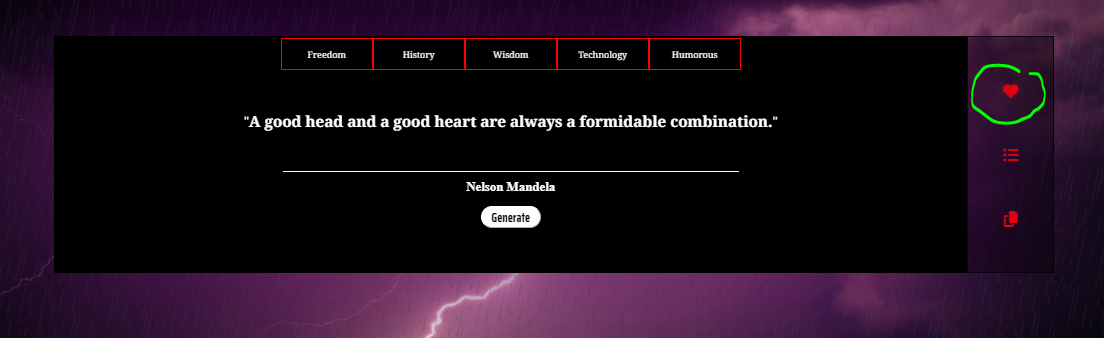 Freedom
History
Wisdom
Technology
Humorous
"A good head and a good heart are always a formidable combination."
Nelson Mandela
Generate